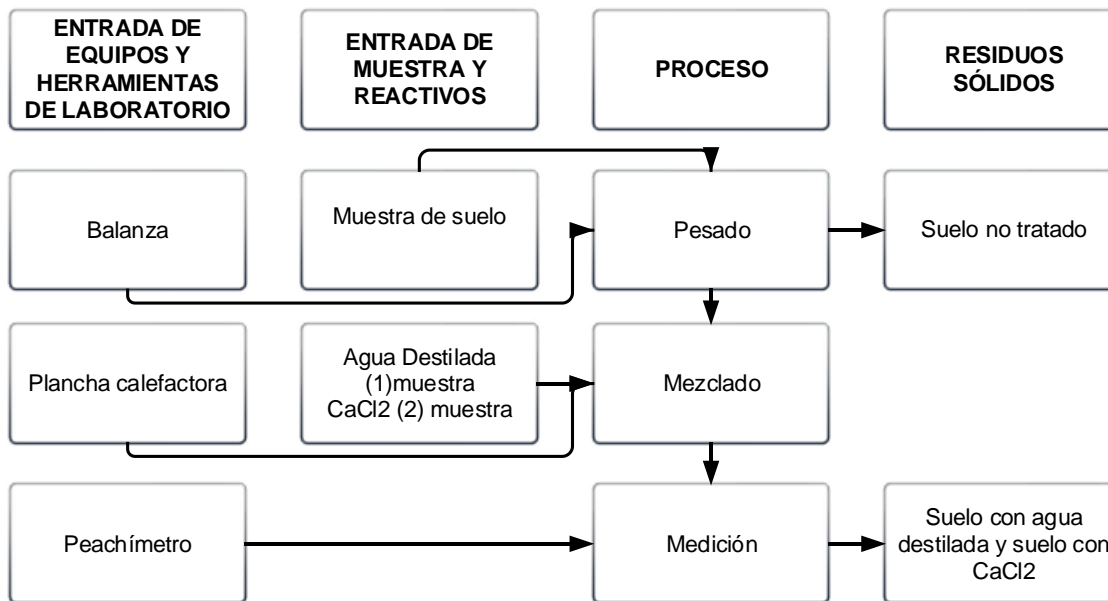 ENTRADA DE
EQUIPOS Y
HERRAMIENTAS
DE LABORATORIO
ENTRADA DE
MUESTRA Y
REACTIVOS
PROCESO
RESIDUOS
SÓLIDOS
Balanza
Muestra de suelo
Pesado
Suelo no tratado
Plancha calefactora
Agua Destilada
(1)muestra
CaCl2 (2) muestra
Mezclado
Peachímetro
Medición
Suelo con agua
destilada y suelo con
CaCl2